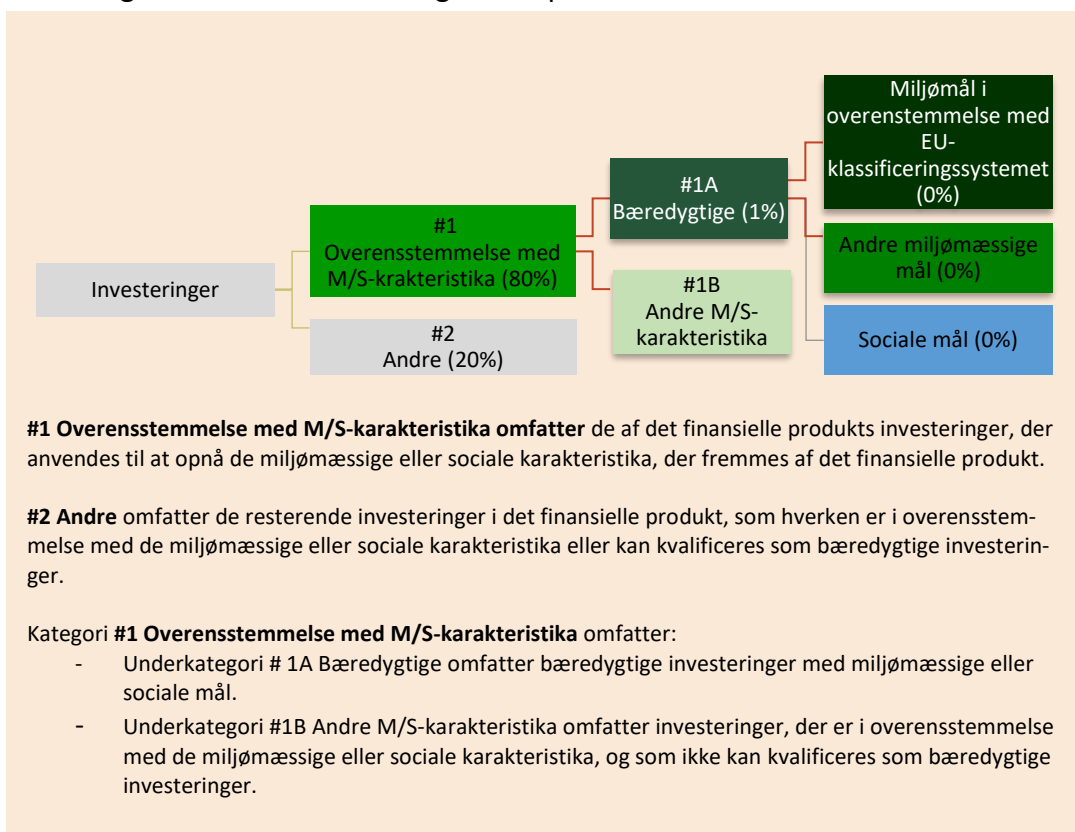 Miljømål i
overenstemmelse med
EU-
klassificeringssystemet
(0%)
#1A
Bæredygtige (1%)
#1
Overensstemmelse med
M/S-krakteristika (80%)
Andre miljømæssige
mål (0%)
Investeringer
#1B
Andre M/S-
karakteristika
#2
Andre (20%)
Sociale mål (0%)
#1 Overensstemmelse med M/S-karakteristika omfatter de af det finansielle produkts investeringer, der
anvendes til at opnå de miljømæssige eller sociale karakteristika, der fremmes af det finansielle produkt.
#2 Andre omfatter de resterende investeringer i det finansielle produkt, som hverken er i overensstem-
melse med de miljømæssige eller sociale karakteristika eller kan kvalificeres som bæredygtige investerin-
ger.
Kategori #1 Overensstemmelse med M/S-karakteristika omfatter:
- Underkategori # 1A Bæredygtige omfatter bæredygtige investeringer med miljømæssige eller
sociale mål.
- Underkategori #1B Andre M/S-karakteristika omfatter investeringer, der er i overensstemmelse
med de miljømæssige eller sociale karakteristika, og som ikke kan kvalificeres som bæredygtige
investeringer.